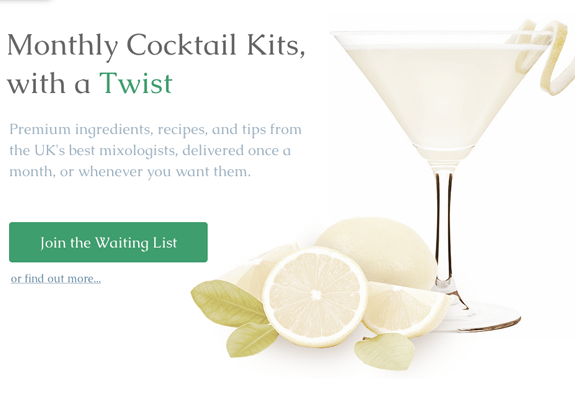 Monthly Cocktail Kits,
with a Twist
Premium ingredients, recipes, and tips from
the UK's best mixologists, delivered once a
month, or whenever you want them.
Join the Waiting List
or find out more...